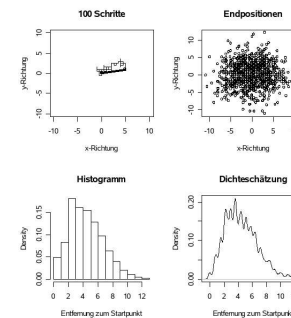 100 Schritte
y-Richtung
-10 -5 0 5 10
-10 -5 0 5 10
x-Richtung
Endpositionen
y-Richtung
-10 -5 0 5 10
-10 -5 0 5 10
x-Richtung
Histogramm
Density
0.00 0.05 0.10 0.15
0 2 4 6 8 10 12
Entfernung zum Startpunkt
Dichteschätzung
Density
0.00 0.10 0.20
0 2 4 6 8 10
Entfernung zum Startpunkt